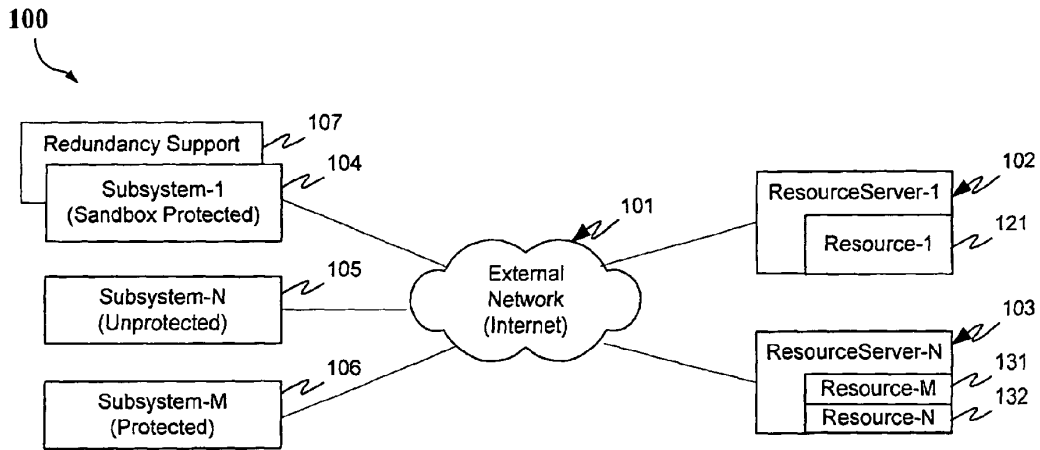 100
Redundancy Support
107
Subsystem-1
(Sandbox Protected)
104
Subsystem-N
(Unprotected)
105
Subsystem-M
(Protected)
106
External
Network
(Internet)
101
ResourceServer-1
102
Resource-1
121
ResourceServer-N
103
Resource-M
131
Resource-N
132